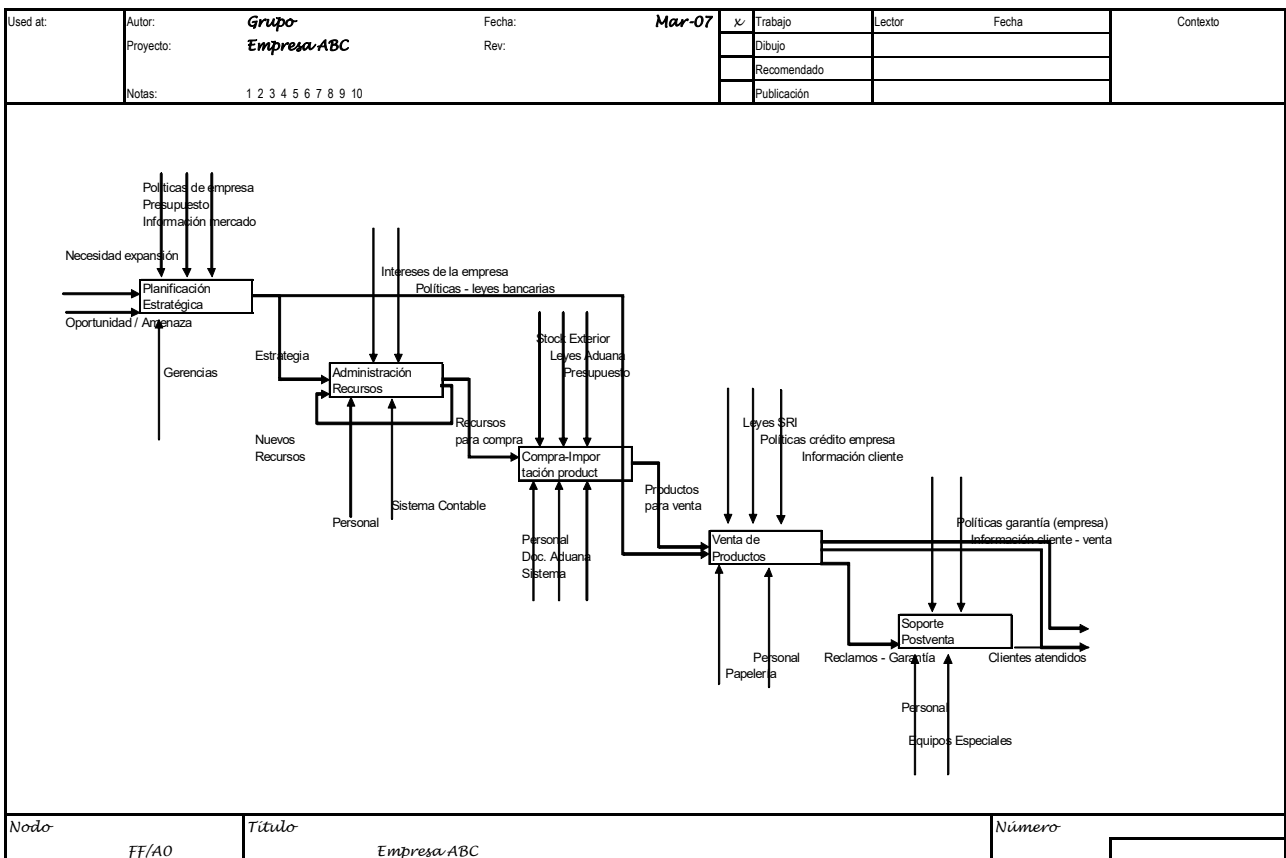 Used at:
Autor: Grupo Fecha: Mar-07 x Trabajo Lector Fecha Contexto
Proyecto: Empresa ABC Rev: Dibujo
Recomendado
Notas: 1 2 3 4 5 6 7 8 9 10 Publicación
Políticas de empresa
Presupuesto
Información mercado
Necesidad expansión
Planificación
Estratégica
Oportunidad / Amenaza
Gerencias
Intereses de la empresa
Políticas - leyes bancarias
Estrategia
Administración
Recursos
Nuevos
Recursos
Personal
Sistema Contable
Recursos
para compra
Stock Exterior
Leyes Aduana
Presupuesto
Compra-Impor
tación product
Personal
Doc. Aduana
Sistema
Productos
para venta
Leyes SRI
Políticas crédito empresa
Información cliente
Venta de
Productos
Personal
Papelería
Políticas garantía (empresa)
Información cliente - venta
Soporte
Postventa
Reclamos - Garantía
Clientes atendidos
Personal
Equipos Especiales
Nodo Título Número
FF/A0 Empresa ABC